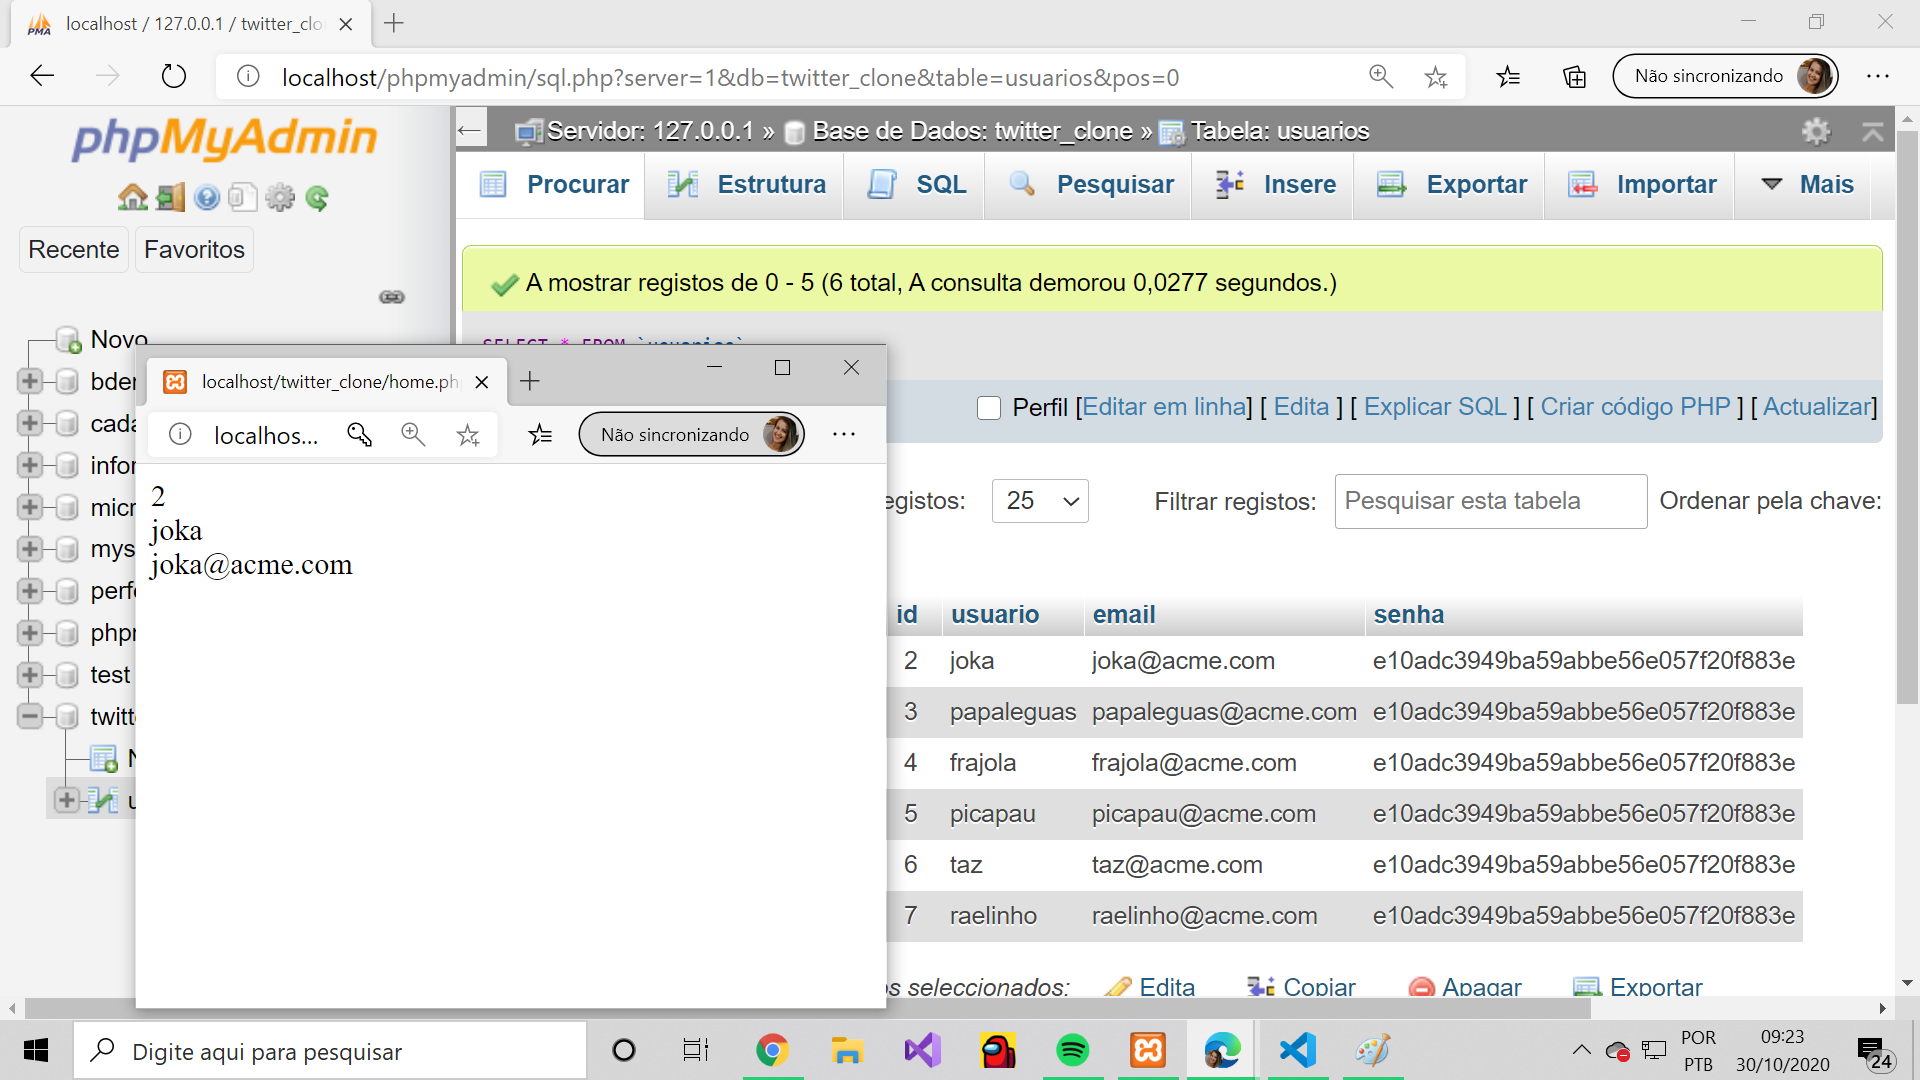 localhost / 127.0.0.1 / twitter_clo
localhost/phpmyadmin/sql.php?server=1&db=twitter_clone&table=usuarios&pos=0
Não sincronizando
phpMyAdmin
Recente Favoritos
Novo
bder
cada
infor
micr
mys
perfo
phpm
test
twitt
Servidor: 127.0.0.1 » Base de Dados: twitter_clone » Tabela: usuarios
Procurar Estrutura SQL Pesquisar Insere Exportar Importar Mais
A mostrar registos de 0 - 5 (6 total, A consulta demorou 0,0277 segundos.)
SELECT * FROM `usuarios`
Perfil [Editar em linha] [ Edita ] [ Explicar SQL ] [ Criar código PHP ] [ Actualizar]
egistos: 25 Filtrar registos: Pesquisar esta tabela Ordenar pela chave:
id usuario email senha
2 joka joka@acme.com e10adc3949ba59abbe56e057f20f883e
3 papaleguas papaleguas@acme.com e10adc3949ba59abbe56e057f20f883e
4 frajola frajola@acme.com e10adc3949ba59abbe56e057f20f883e
5 picapau picapau@acme.com e10adc3949ba59abbe56e057f20f883e
6 taz taz@acme.com e10adc3949ba59abbe56e057f20f883e
7 raelinho raelinho@acme.com e10adc3949ba59abbe56e057f20f883e
os seleccionados: Edita Copiar Apagar Exportar
localhost/twitter_clone/home.ph
localhos... Não sincronizando
2
joka
joka@acme.com
Digite aqui para pesquisar
POR
PTB
09:23
30/10/2020
24